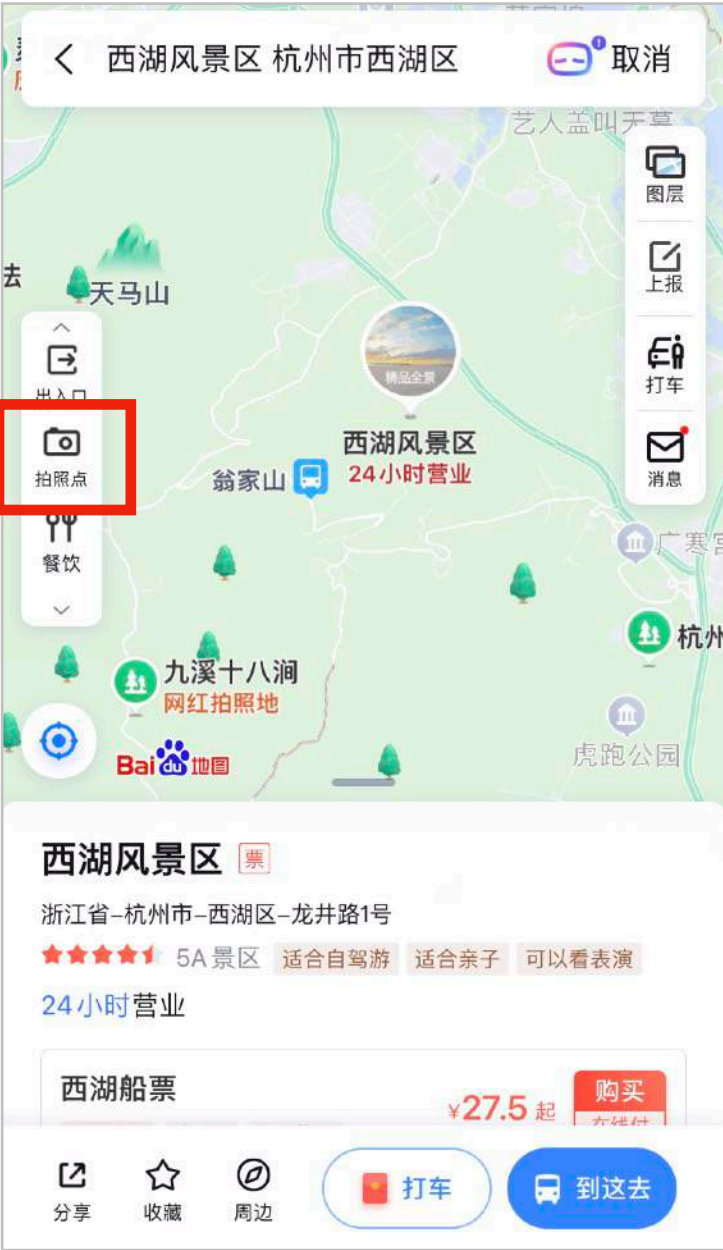 西湖风景区 杭州市西湖区
取消
艺人盖叫天墓
图层
上报
打车
消息
法
天马山
出入口
拍照点
餐饮
精品全景
西湖风景区
24小时营业
翁家山
广寒宫
杭州
九溪十八涧
网红拍照地
虎跑公园
Bai du 地图
西湖风景区 票
浙江省-杭州市-西湖区-龙井路1号
5A景区 适合自驾游 适合亲子 可以看表演
24小时营业
西湖船票
¥27.5 起
购买
在线付
分享
收藏
周边
打车
到这去